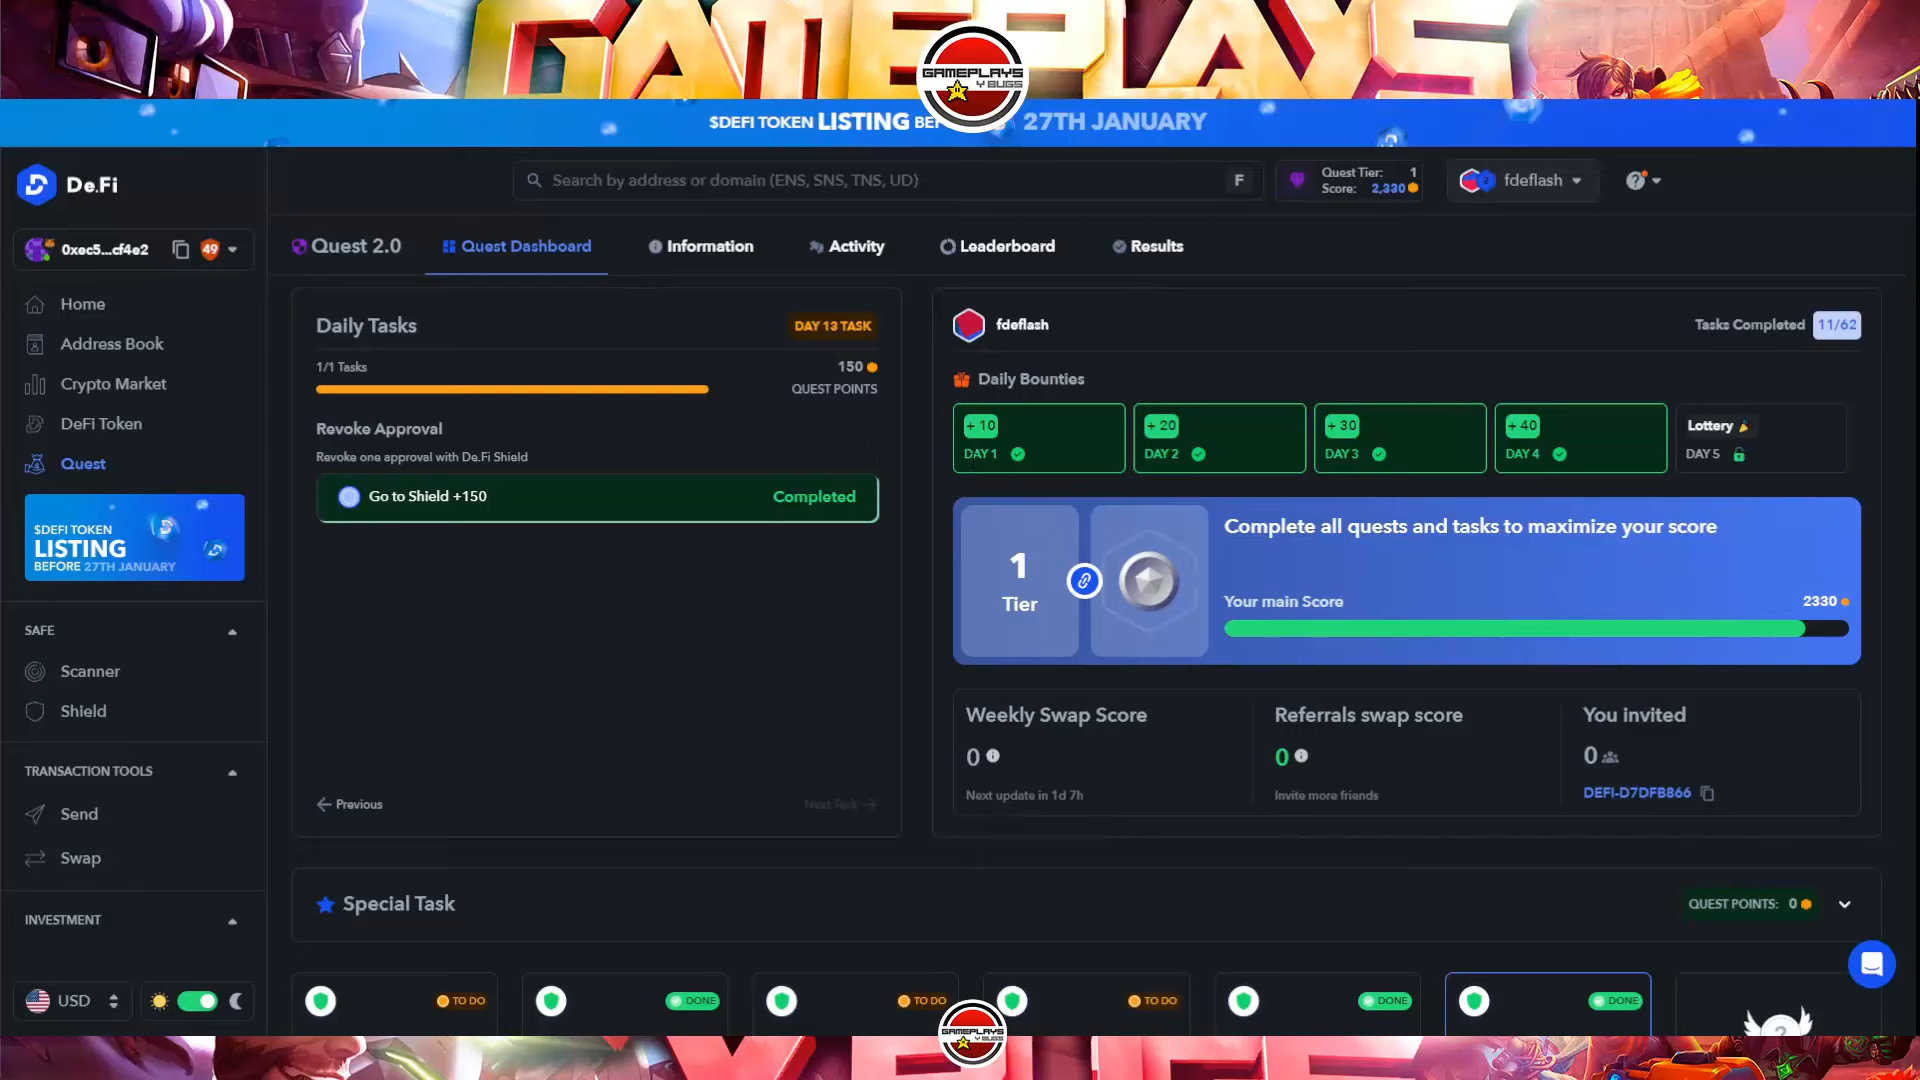 GAMEPLAYS
GAMEPLAYS
Y BUGS
$DEFI TOKEN LISTING 27TH JANUARY
De.Fi
Search by address or domain (ENS, SNS, TNS, UD)
F
Quest Tier: 1
Score: 2,330
fdeflash
?
0xec5...cf4e2
49
Quest 2.0
Quest Dashboard
Information
Activity
Leaderboard
Results
Home
Address Book
Crypto Market
DeFi Token
Quest
$DEFI TOKEN
LISTING
BEFORE 27TH JANUARY
SAFE
Scanner
Shield
TRANSACTION TOOLS
Send
Swap
INVESTMENT
USD
Daily Tasks
DAY 13 TASK
1/1 Tasks
150
QUEST POINTS
Revoke Approval
Revoke one approval with De.Fi Shield
Go to Shield +150
Completed
Previous
Next Task
fdeflash
Tasks Completed 11/62
Daily Bounties
+ 10
DAY 1
+ 20
DAY 2
+ 30
DAY 3
+ 40
DAY 4
Lottery
DAY 5
1
Tier
Complete all quests and tasks to maximize your score
Your main Score
2330
Weekly Swap Score
0
Next update in 1d 7h
Referrals swap score
0
Invite more friends
You invited
0
DEFI-D7DFB866
Special Task
QUEST POINTS: 0
TO DO
DONE
TO DO
TO DO
DONE
DONE
?
GAMEPLAYS
Y BUGS